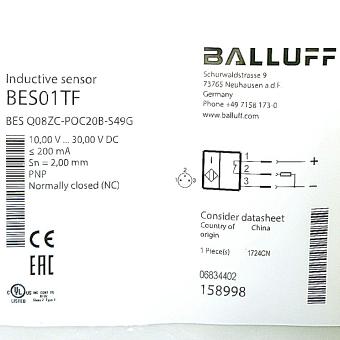 BALLUFF
Schurwaldstrasse 9
73765 Neuhausen a.d.F.
Germany
Phone +49 7158 173-0
www.balluff.com
Inductive sensor
BES01TF
BES Q08ZC-POC20B-S49G
10,00 V ... 30,00 V DC
≤ 200 mA
Sn = 2,00 mm
PNP
Normally closed (NC)
1 +
2
3 −
Consider datasheet
Country of origin China
1 Piece(s) 1724CN
06834402
158998
CE
EAC
UL
LISTED